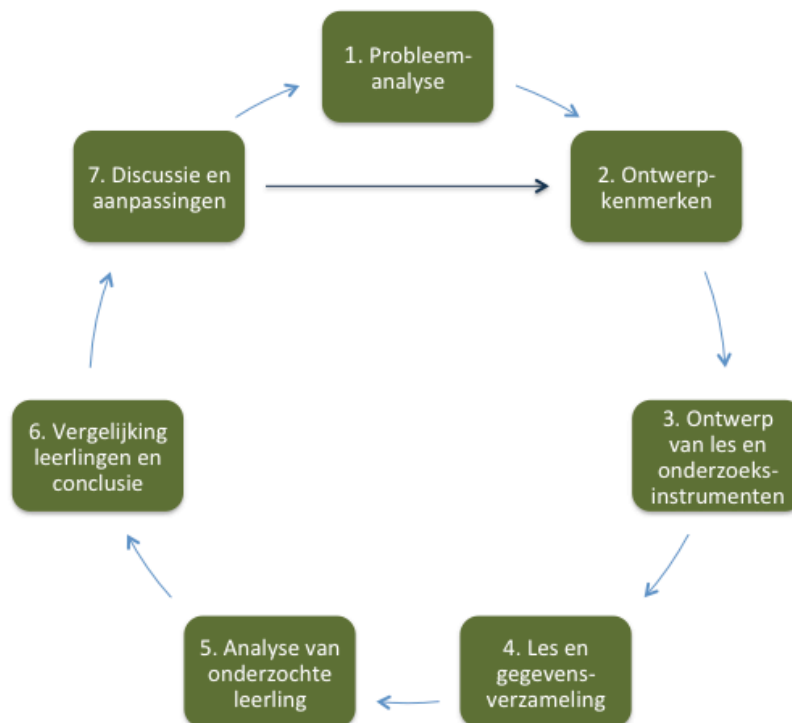 1. Probleem-
analyse
2. Ontwerp-
kenmerken
3. Ontwerp
van les en
onderzoeks-
instrumenten
4. Les en
gegevens-
verzameling
5. Analyse van
onderzochte
leerling
6. Vergelijking
leerlingen en
conclusie
7. Discussie en
aanpassingen